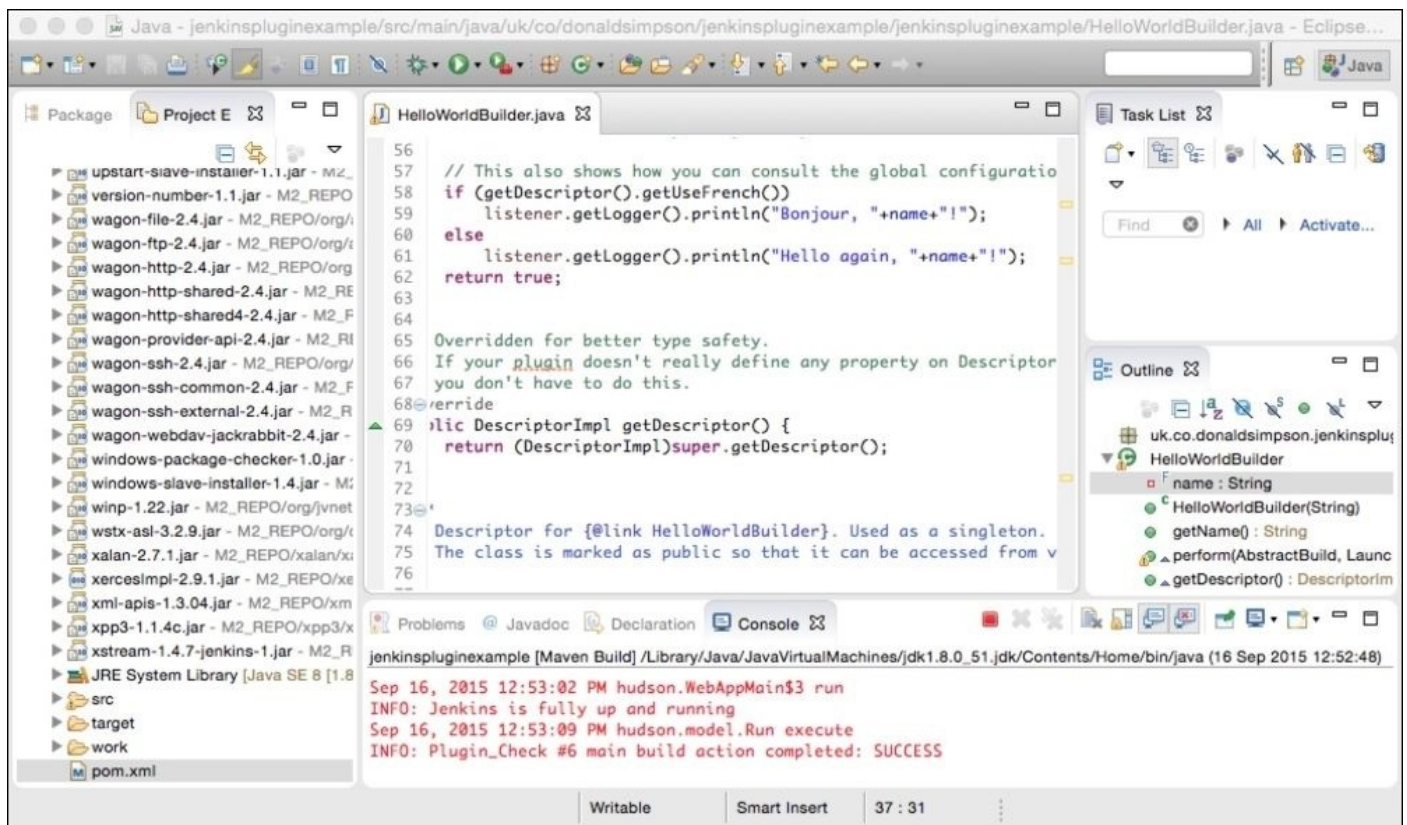 Java - jenkinspluginexample/src/main/java/uk/co/donaldsimpson/jenkinspluginexample/jenkinspluginexample/HelloWorldBuilder.java - Eclipse...
Java
Package
Project E
upstart-slave-installer-1.1.jar - M2_
version-number-1.1.jar - M2_REPO
wagon-file-2.4.jar - M2_REPO/org/
wagon-ftp-2.4.jar - M2_REPO/org/
wagon-http-2.4.jar - M2_REPO/org
wagon-http-shared-2.4.jar - M2_RE
wagon-http-shared4-2.4.jar - M2_F
wagon-provider-api-2.4.jar - M2_RI
wagon-ssh-2.4.jar - M2_REPO/org/
wagon-ssh-common-2.4.jar - M2_F
wagon-ssh-external-2.4.jar - M2_R
wagon-webdav-jackrabbit-2.4.jar -
windows-package-checker-1.0.jar -
windows-slave-installer-1.4.jar - M2
winp-1.22.jar - M2_REPO/org/jvnet
wstx-asl-3.2.9.jar - M2_REPO/org/
xalan-2.7.1.jar - M2_REPO/xalan/x
xercesImpl-2.9.1.jar - M2_REPO/xe
xml-apis-1.3.04.jar - M2_REPO/xm
xpp3-1.1.4c.jar - M2_REPO/xpp3/x
xstream-1.4.7-jenkins-1.jar - M2_R
JRE System Library [Java SE 8 [1.8
src
target
work
pom.xml
HelloWorldBuilder.java
56
57 // This also shows how you can consult the global configuratio
58 if (getDescriptor().getUseFrench())
59 listener.getLogger().println("Bonjour, "+name+"!");
60 else
61 listener.getLogger().println("Hello again, "+name+"!");
62 return true;
63
64
65 Overridden for better type safety.
66 If your plugin doesn't really define any property on Descriptor
67 you don't have to do this.
68 verride
69 blic DescriptorImpl getDescriptor() {
70 return (DescriptorImpl)super.getDescriptor();
71
72
73 *
74 Descriptor for {@link HelloWorldBuilder}. Used as a singleton.
75 The class is marked as public so that it can be accessed from v
76
Task List
Find
All
Activate...
Outline
uk.co.donaldsimpson.jenkinsplug
HelloWorldBuilder
F name : String
C HelloWorldBuilder(String)
getName() : String
perform(AbstractBuild, Launc
getDescriptor() : DescriptorIm
Problems
@ Javadoc
Declaration
Console
jenkinspluginexample [Maven Build] /Library/Java/JavaVirtualMachines/jdk1.8.0_51.jdk/Contents/Home/bin/java (16 Sep 2015 12:52:48)
Sep 16, 2015 12:53:02 PM hudson.WebAppMain$3 run
INFO: Jenkins is fully up and running
Sep 16, 2015 12:53:09 PM hudson.model.Run execute
INFO: Plugin_Check #6 main build action completed: SUCCESS
Writable
Smart Insert
37 : 31